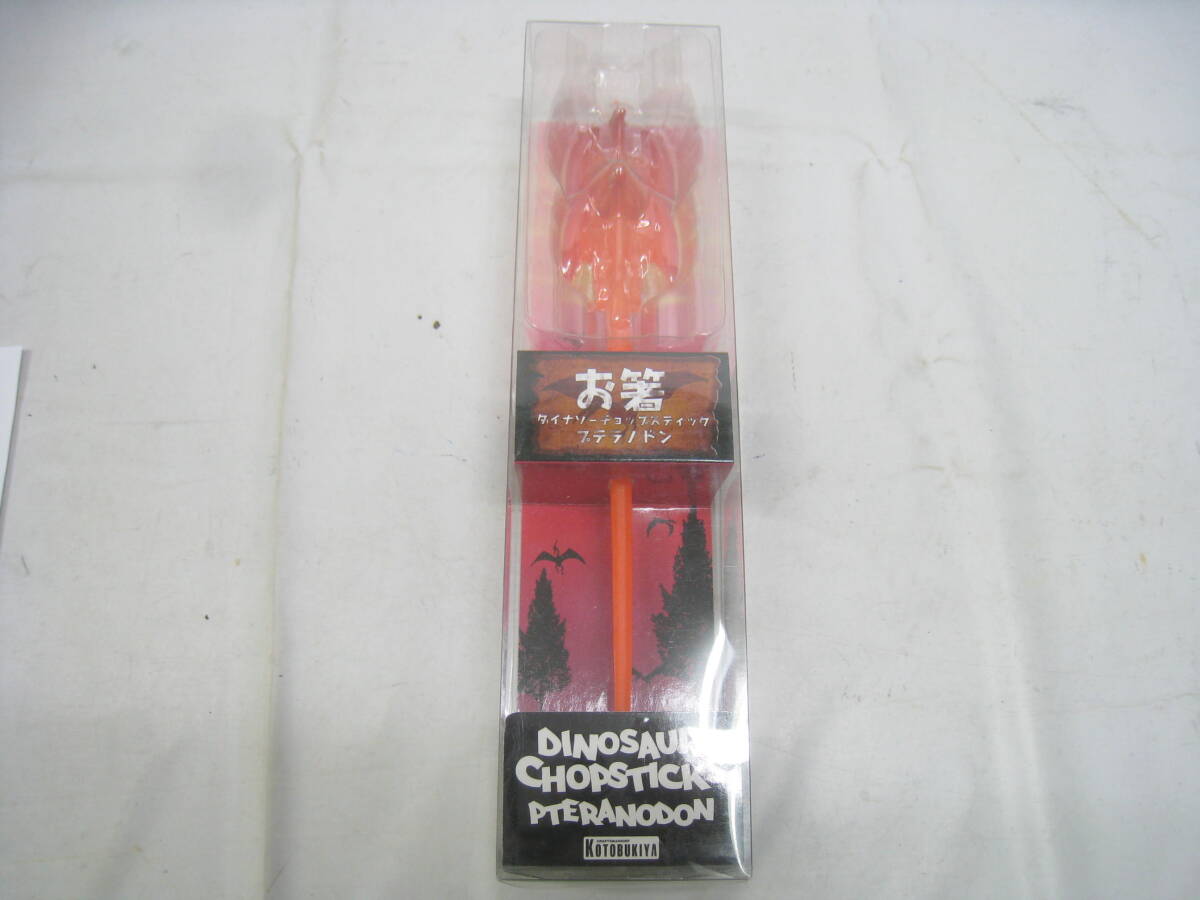 お箸
ダイナソーチョップスティック
プテラノドン
DINOSAUR
CHOPSTICK
PTERANODON
KOTOBUKIYA